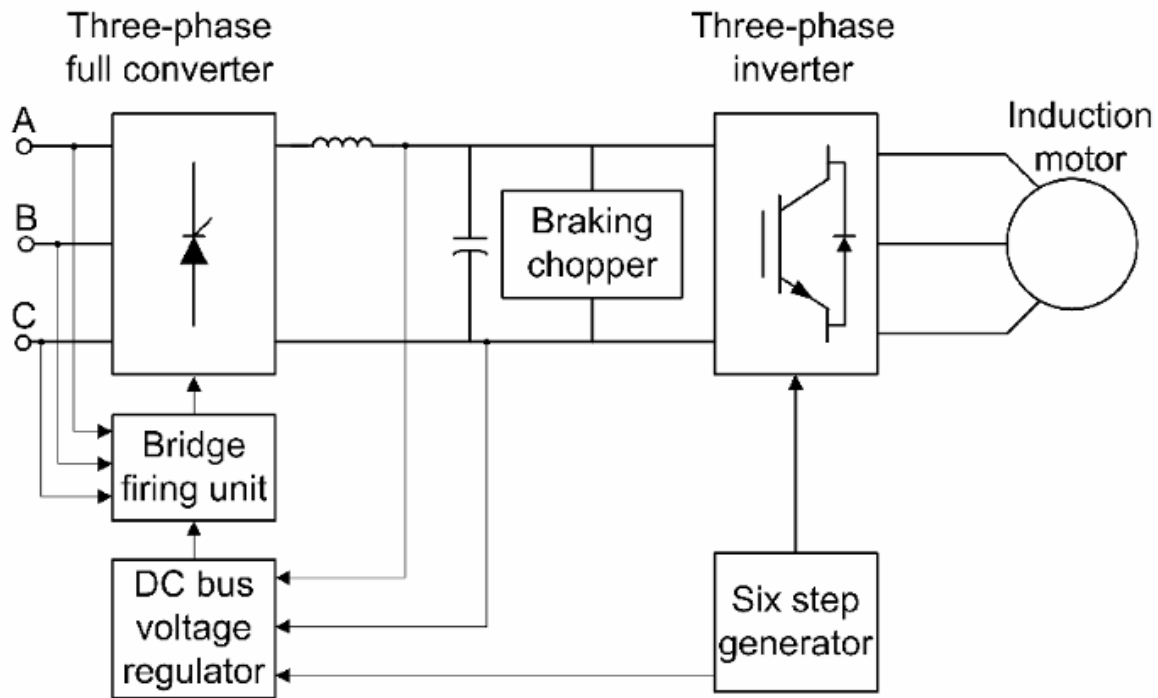 Three-phase
full converter
Three-phase
inverter
Induction
motor
A
B
C
Braking
chopper
Bridge
firing unit
DC bus
voltage
regulator
Six step
generator